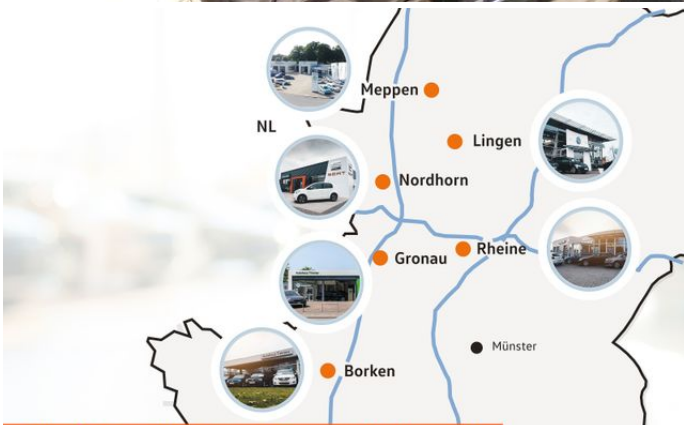 Meppen
NL
Lingen
Nordhorn
Gronau
Rheine
Münster
Borken